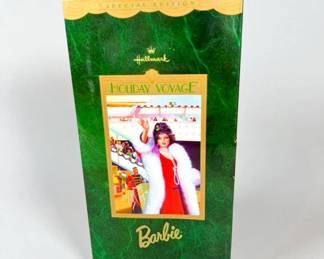 SPECIAL EDITION
Hallmark
HOLIDAY VOYAGE
Barbie